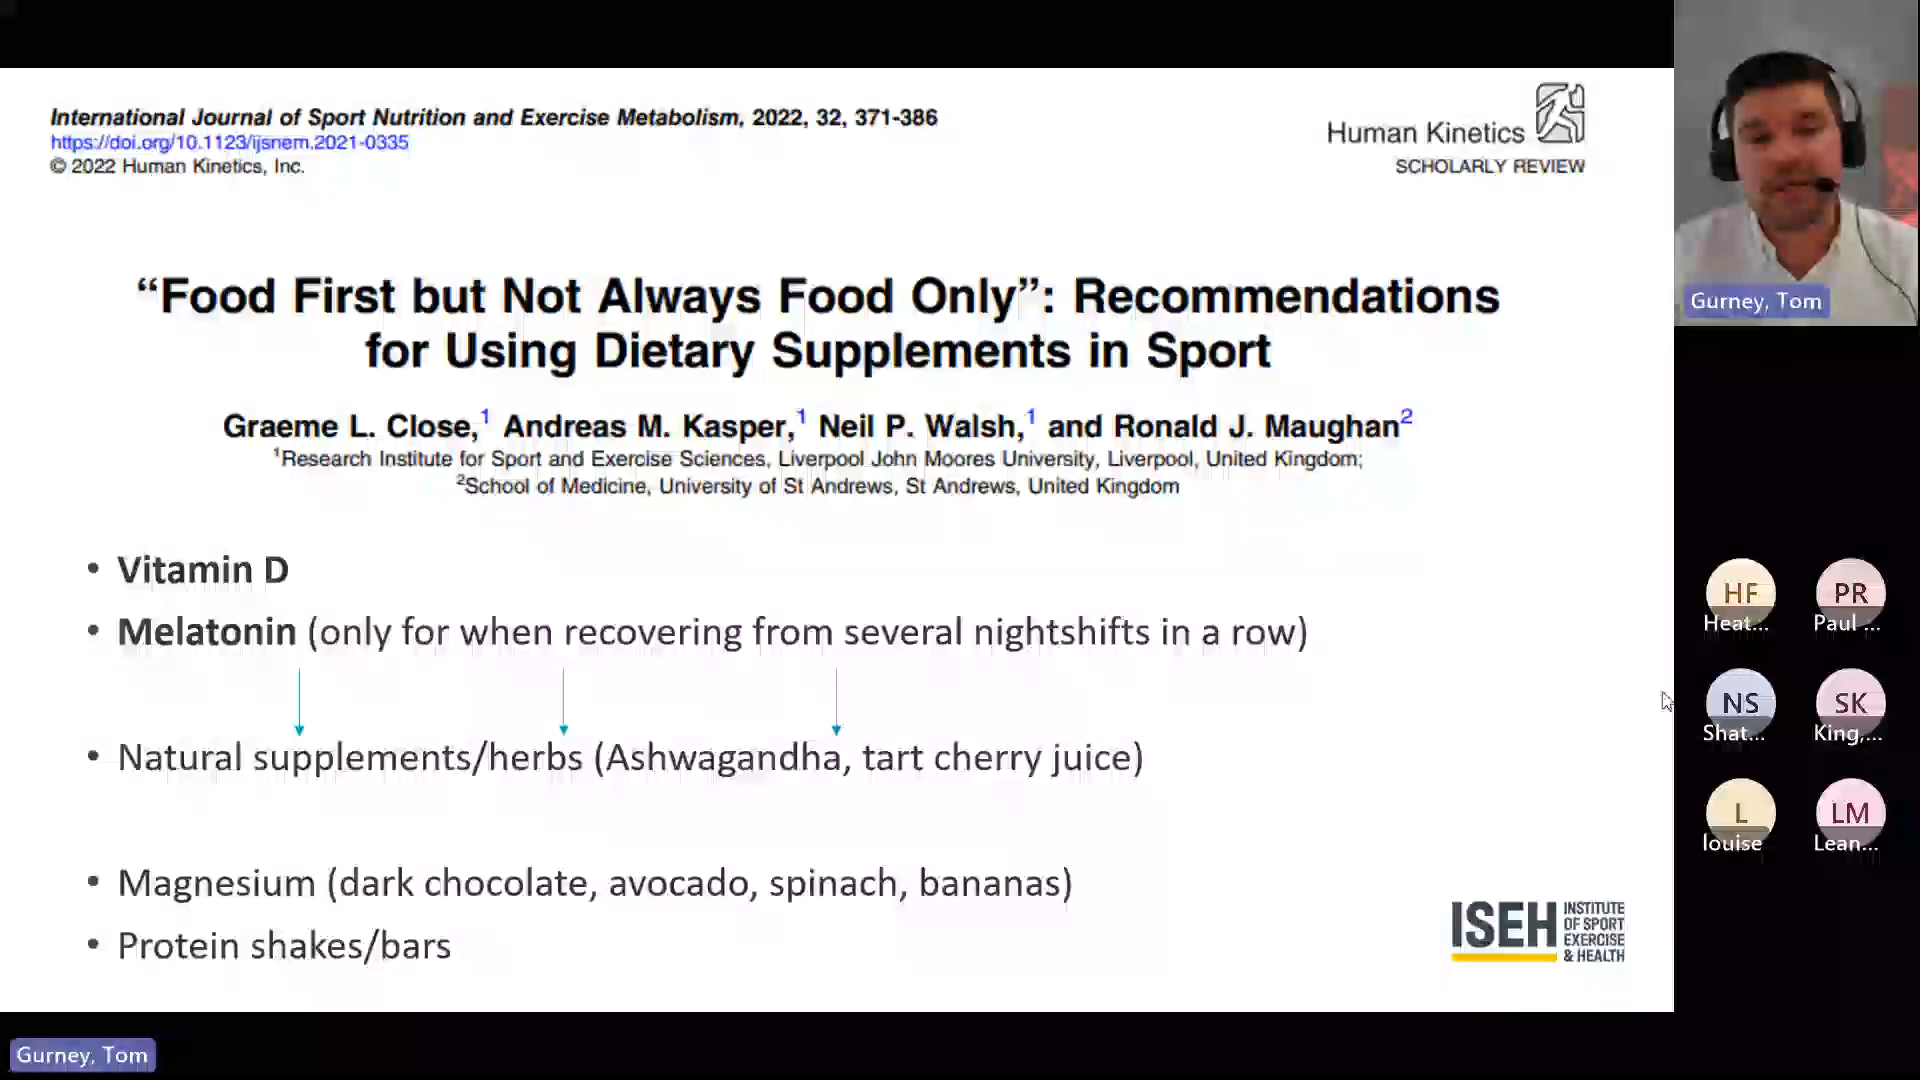 International Journal of Sport Nutrition and Exercise Metabolism, 2022, 32, 371-386
https://doi.org/10.1123/ijsnem.2021-0335
© 2022 Human Kinetics, Inc.
Human Kinetics
SCHOLARLY REVIEW
“Food First but Not Always Food Only”: Recommendations
for Using Dietary Supplements in Sport
Graeme L. Close,1 Andreas M. Kasper,1 Neil P. Walsh,1 and Ronald J. Maughan2
1Research Institute for Sport and Exercise Sciences, Liverpool John Moores University, Liverpool, United Kingdom;
2School of Medicine, University of St Andrews, St Andrews, United Kingdom
• Vitamin D
• Melatonin (only for when recovering from several nightshifts in a row)
• Natural supplements/herbs (Ashwagandha, tart cherry juice)
• Magnesium (dark chocolate, avocado, spinach, bananas)
• Protein shakes/bars
ISEH
INSTITUTE
OF SPORT
EXERCISE
& HEALTH
Gurney, Tom
HF
Heat...
PR
Paul ...
NS
Shat...
SK
King,...
L
louise
LM
Lean...
Gurney, Tom